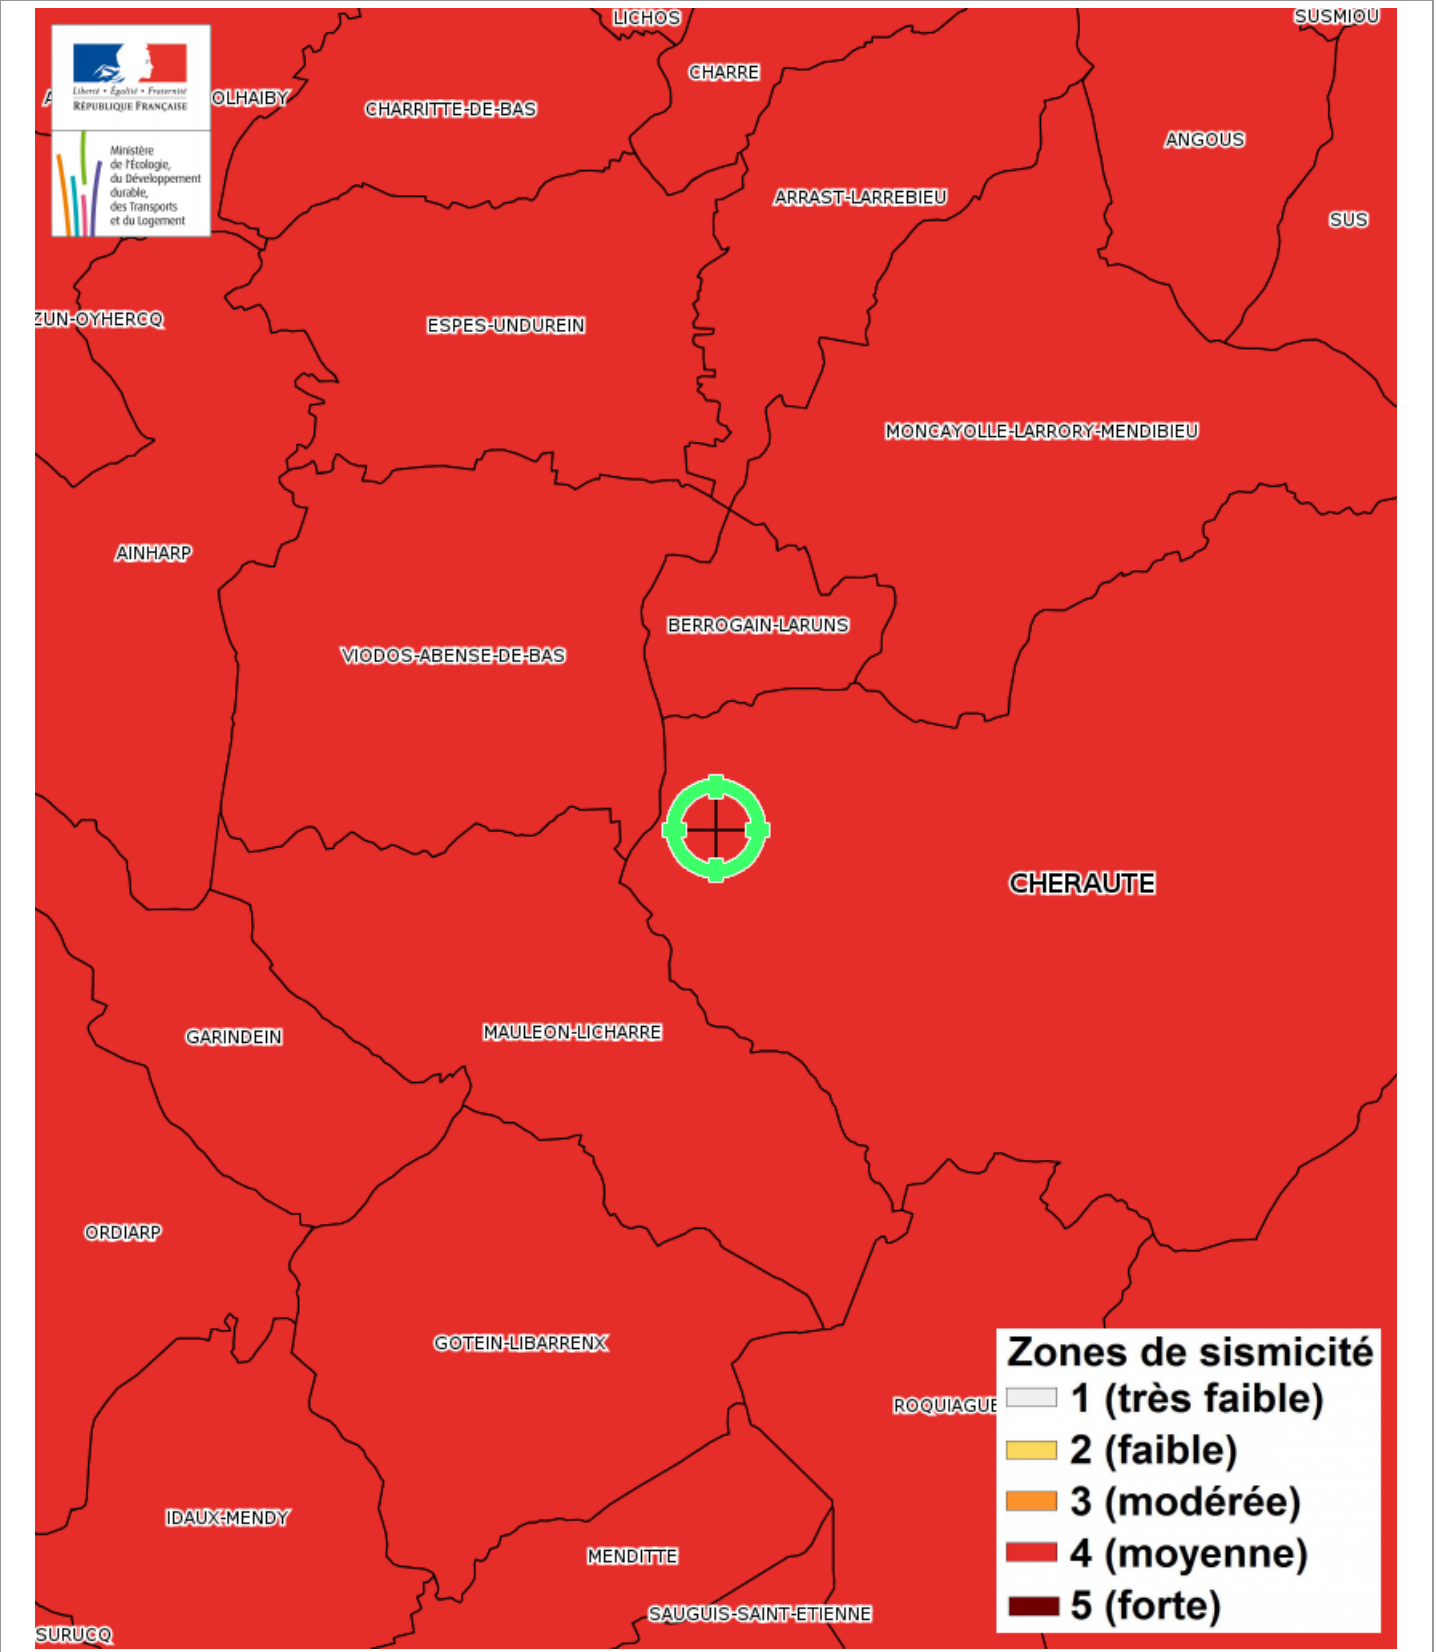 LICHOS
SUSMIOU
CHARRE
Liberté • Égalité • Fraternité
RÉPUBLIQUE FRANÇAISE
OLHAIBY
CHARRITTE-DE-BAS
ANGOUS
Ministère
de l'Écologie,
du Développement
durable,
des Transports
et du Logement
ARRAST-LARREBIEU
SUS
ZUN-OYHERCQ
ESPES-UNDUREIN
MONCAYOLLE-LARRORY-MENDIBIEU
AINHARP
BERROGAIN-LARUNS
VIODOS-ABENSE-DE-BAS
CHERAUTE
GARINDEIN
MAULEON-LICHARRE
ORDIARP
GOTEIN-LIBARRENX
ROQUIAGUE
IDAUX-MENDY
MENDITTE
SAUGUIS-SAINT-ETIENNE
SURUCQ
Zones de sismicité
1 (très faible)
2 (faible)
3 (modérée)
4 (moyenne)
5 (forte)